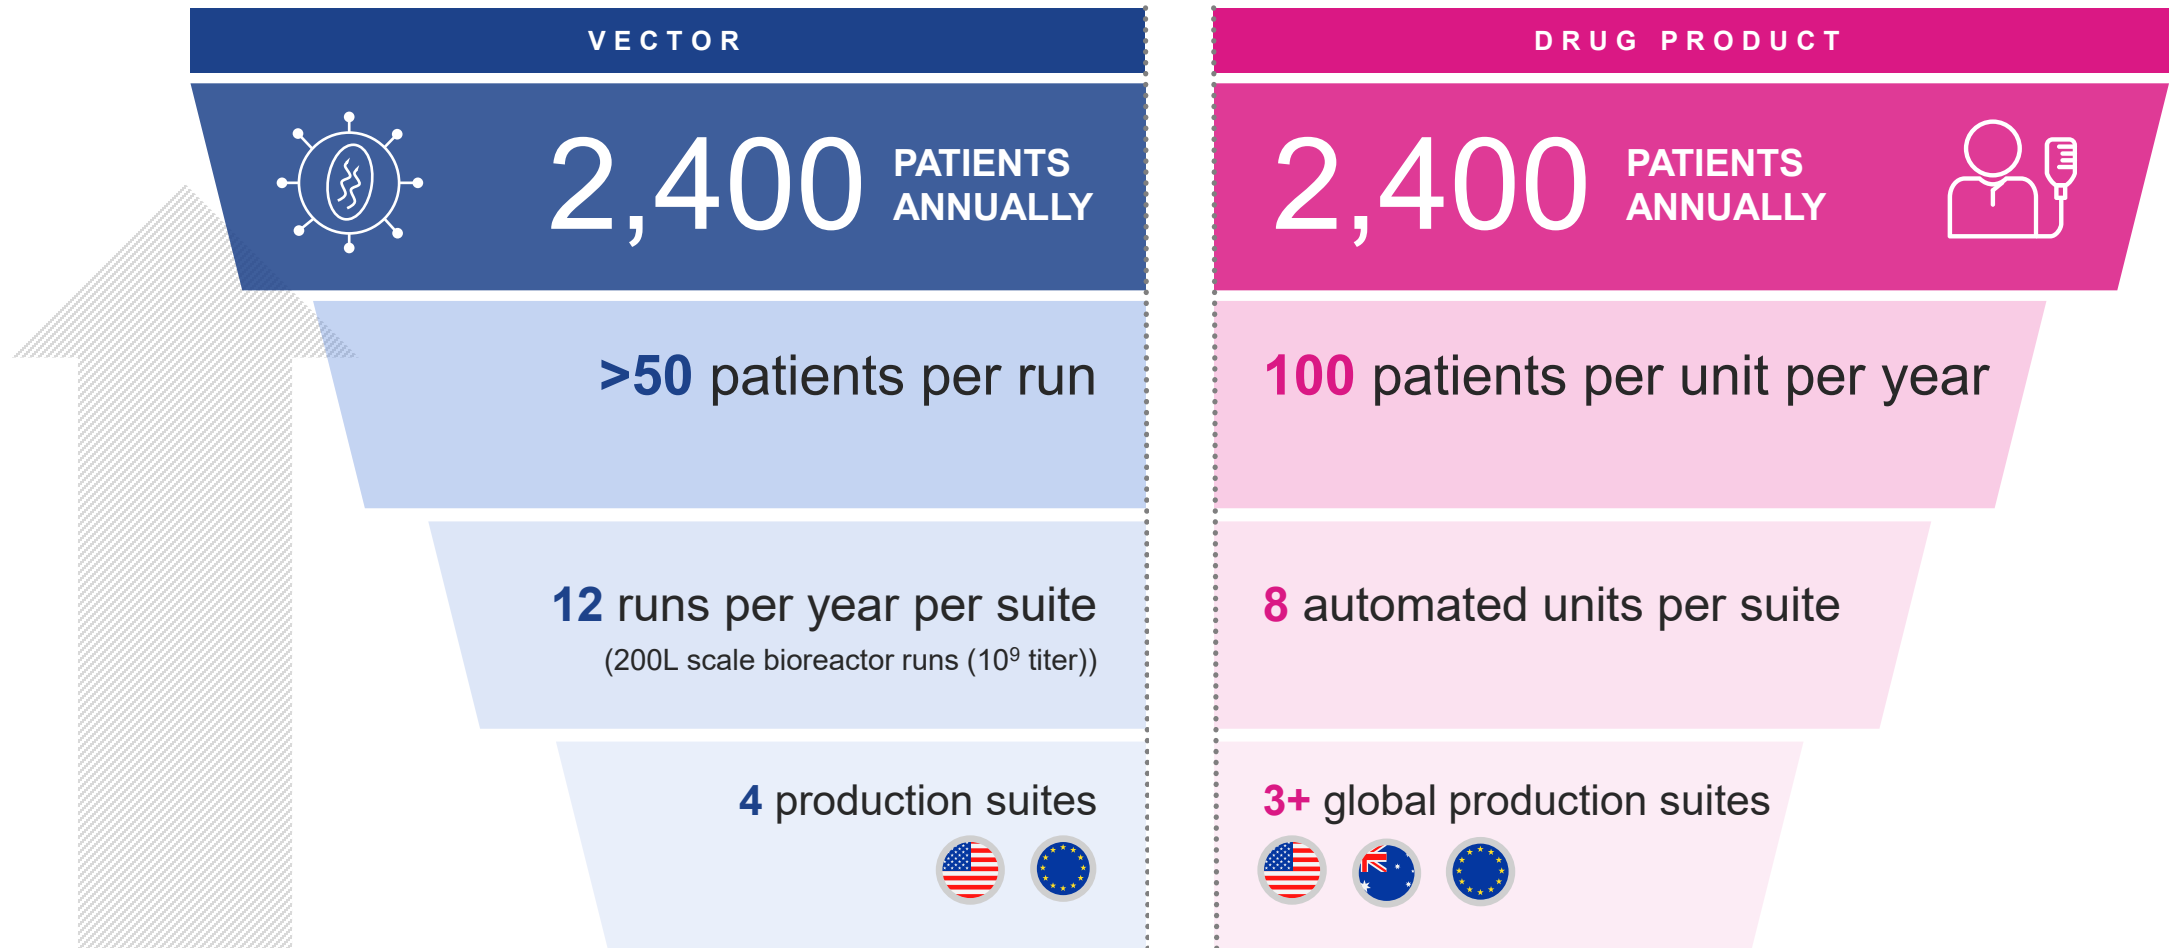 VECTOR
2,400 PATIENTS
ANNUALLY
>50 patients per run
12 runs per year per suite
(200L scale bioreactor runs (10⁹ titer))
4 production suites
DRUG PRODUCT
2,400 PATIENTS
ANNUALLY
100 patients per unit per year
8 automated units per suite
3+ global production suites